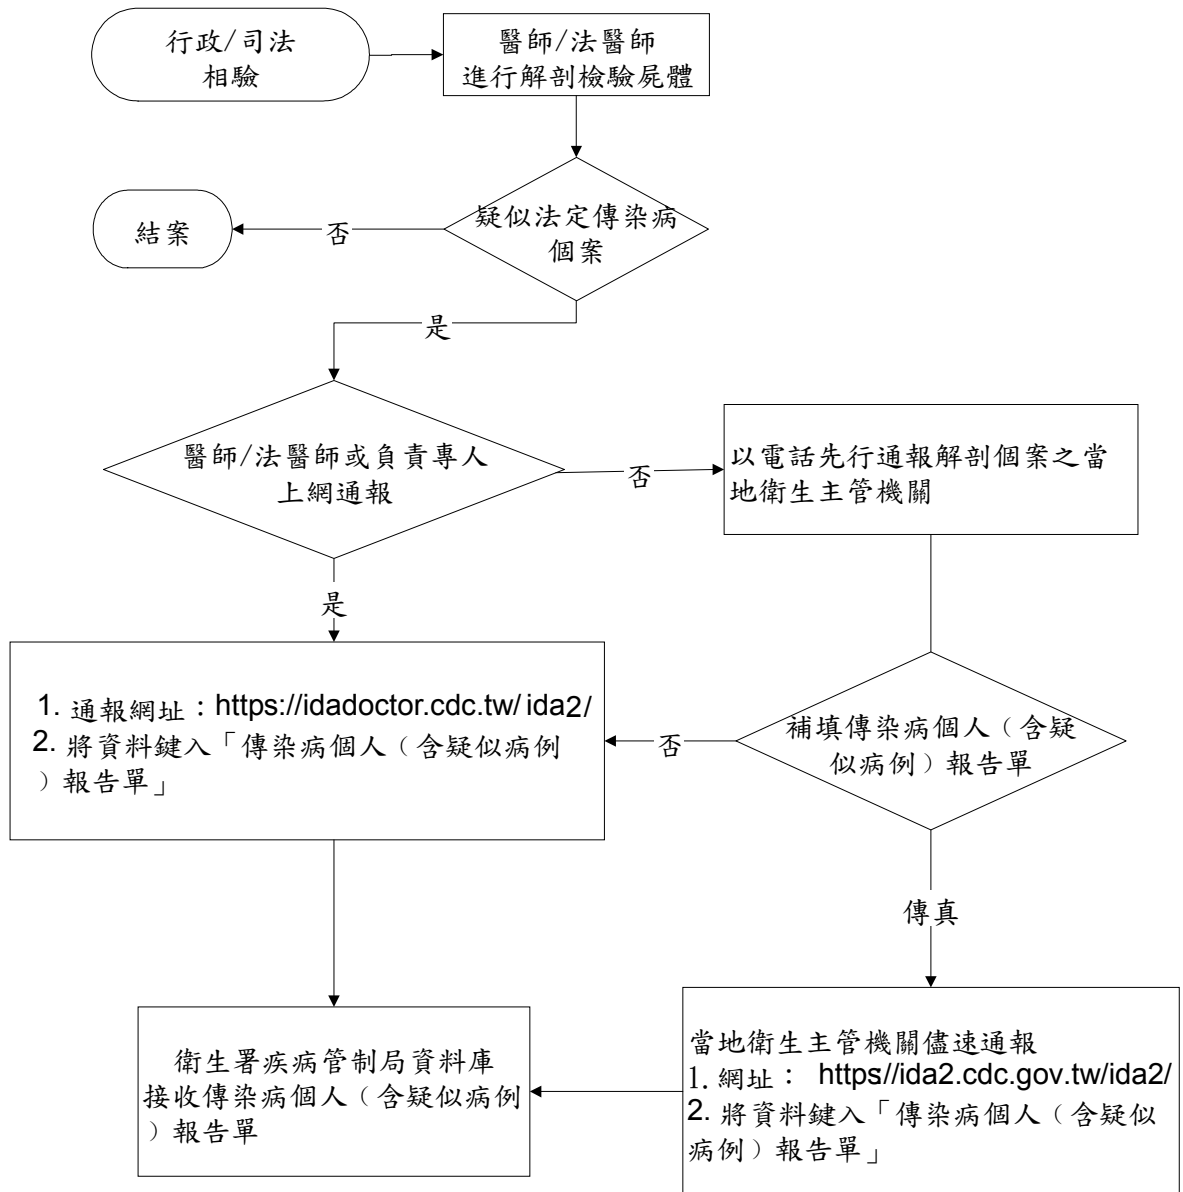 行政/司法
相驗
醫師/法醫師
進行解剖檢驗屍體
疑似法定傳染病
個案
否
結案
是
醫師/法醫師或負責專人
上網通報
否
以電話先行通報解剖個案之當
地衛生主管機關
是
1. 通報網址：https://idadoctor.cdc.tw/ ida2/
2. 將資料鍵入「傳染病個人（含疑似病例
）報告單」
否
補填傳染病個人（含疑
似病例）報告單
傳真
衛生署疾病管制局資料庫
接收傳染病個人（含疑似病例
）報告單
當地衛生主管機關儘速通報
1. 網址： https//ida2.cdc.gov.tw/ida2/
2. 將資料鍵入「傳染病個人（含疑似
病例）報告單」